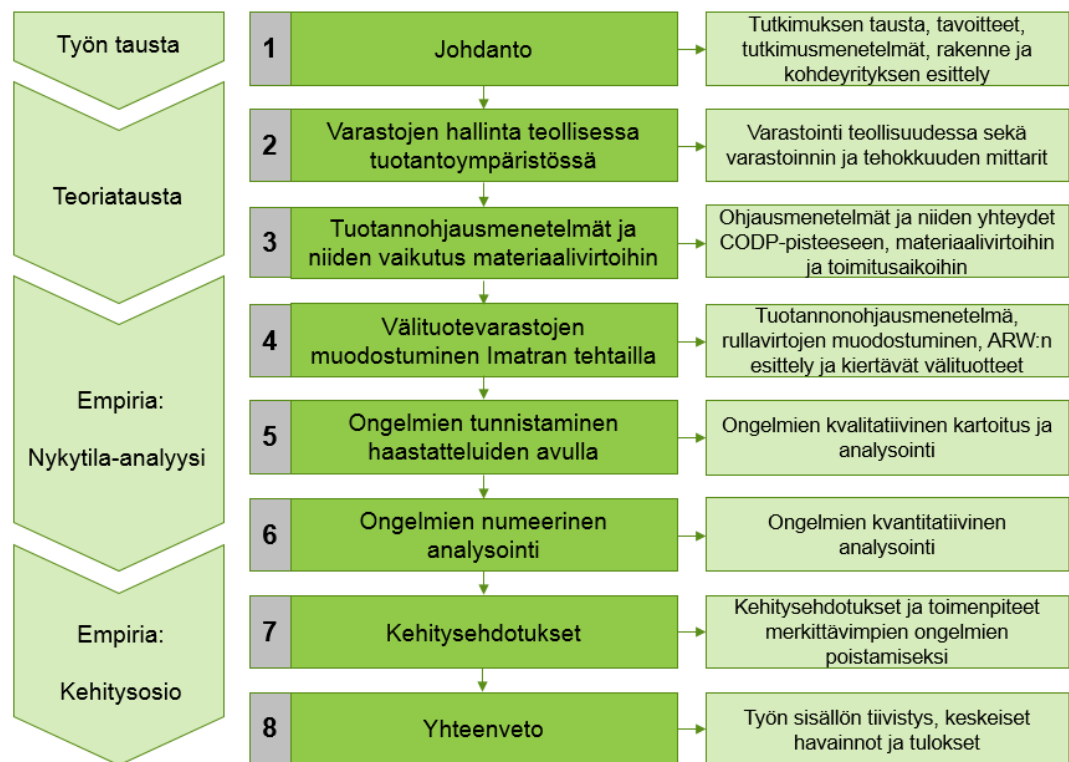 Työn tausta
1
Johdanto
Tutkimuksen tausta, tavoitteet,
tutkimusmenetelmät, rakenne ja
kohdeyrityksen esittely
Teoriatausta
2
Varastojen hallinta teollisessa
tuotantoympäristössä
Varastointi teollisuudessa sekä
varastoinnin ja tehokkuuden mittarit
3
Tuotannohjausmenetelmät ja
niiden vaikutus materiaalivirtoihin
Ohjausmenetelmät ja niiden yhteydet
CODP-pisteeseen, materiaalivirtoihin
ja toimitusaikoihin
Empiria:
Nykytila-analyysi
4
Välituotevarastojen
muodostuminen Imatran tehtailla
Tuotannonohjausmenetelmä,
rullavirtojen muodostuminen, ARW:n
esittely ja kiertävät välituotteet
5
Ongelmien tunnistaminen
haastatteluiden avulla
Ongelmien kvalitatiivinen kartoitus ja
analysointi
6
Ongelmien numeerinen
analysointi
Ongelmien kvantitatiivinen
analysointi
Empiria:
Kehitysosio
7
Kehitysehdotukset
Kehitysehdotukset ja toimenpiteet
merkittävimpien ongelmien
poistamiseksi
8
Yhteenveto
Työn sisällön tiivistys, keskeiset
havainnot ja tulokset